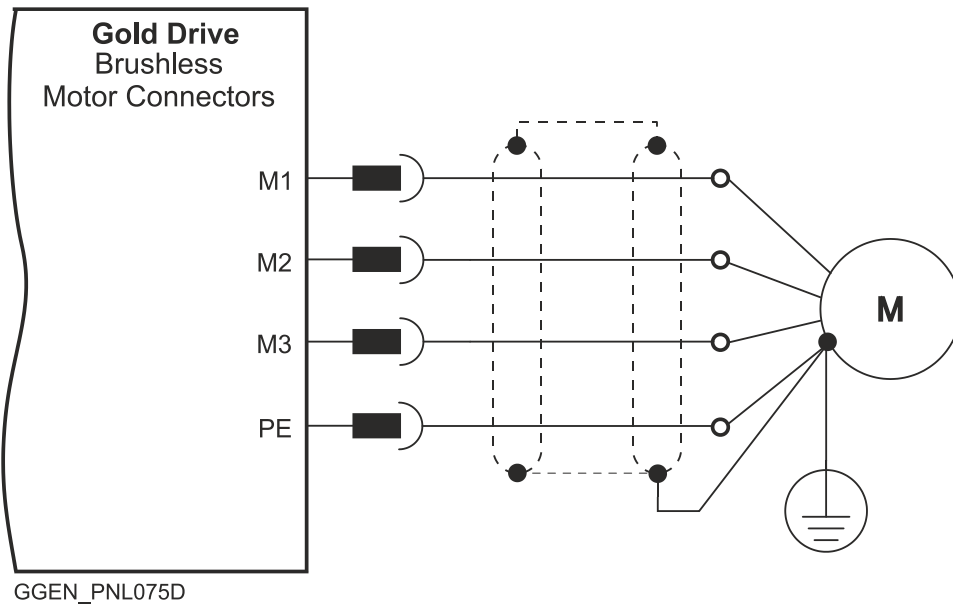 Gold Drive
Brushless
Motor Connectors
M1
M2
M3
PE
M
GGEN_PNL075D